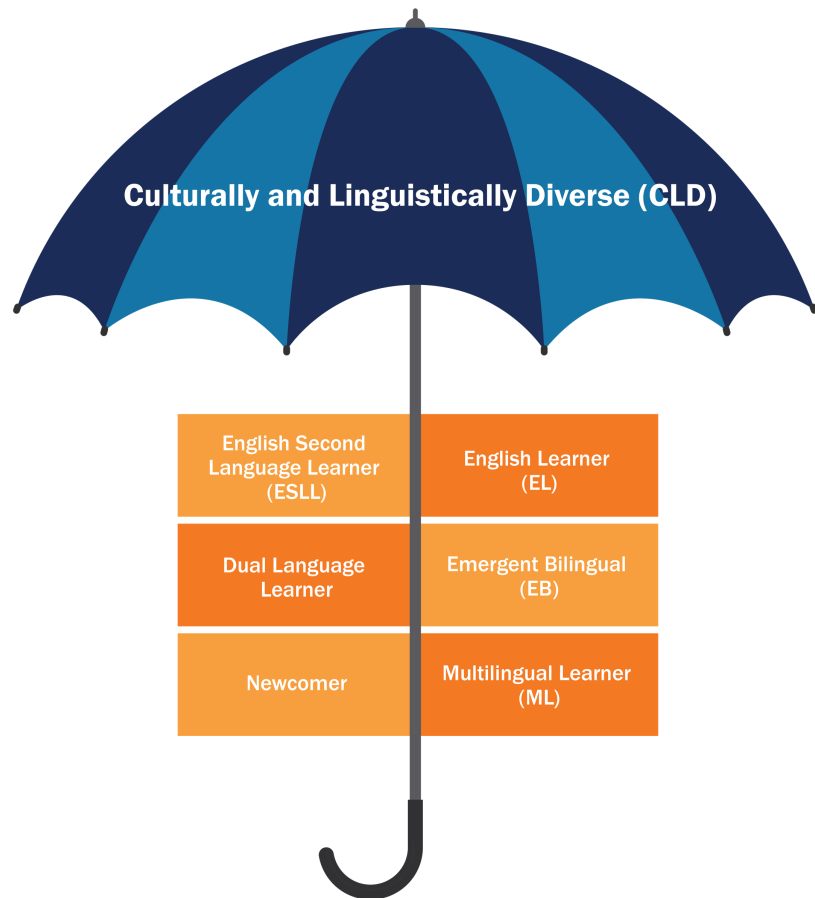 Culturally and Linguistically Diverse (CLD)
English Second
Language Learner
(ESLL)
English Learner
(EL)
Dual Language
Learner
Emergent Bilingual
(EB)
Newcomer
Multilingual Learner
(ML)